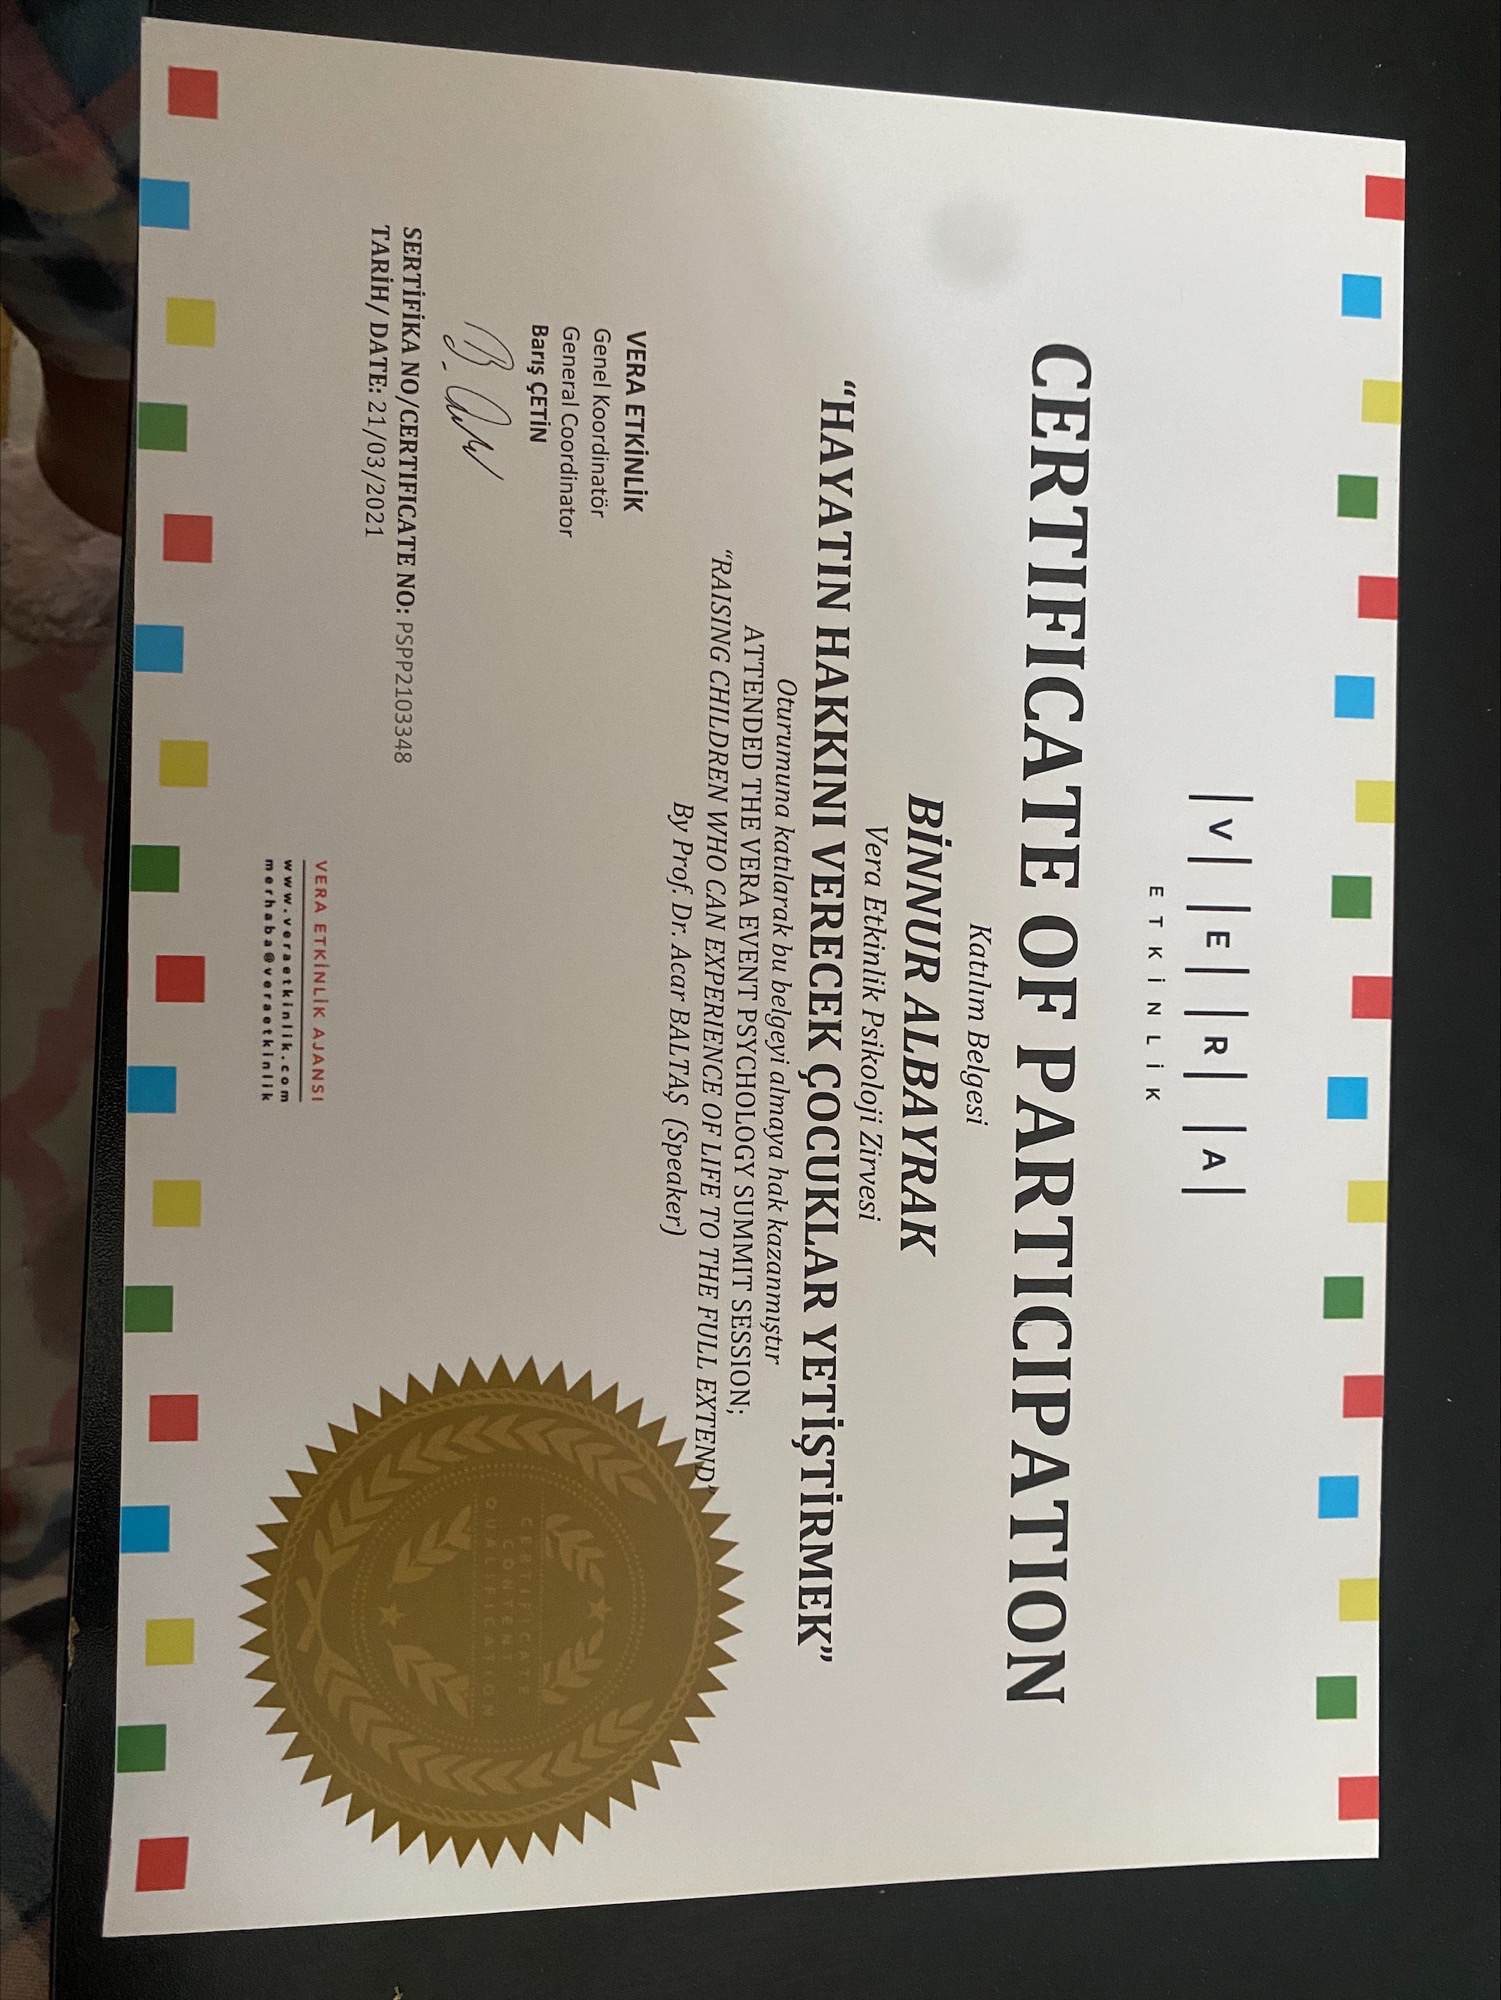 |V| |E| |R| |A|
ETKİNLİK
CERTIFICATE OF PARTICIPATION
Katılım Belgesi
BİNNUR ALBAYRAK
Vera Etkinlik Psikoloji Zirvesi
“HAYATIN HAKKINI VERECEK ÇOCUKLAR YETİŞTİRMEK”
Oturumuna katılarak bu belgeyi almaya hak kazanmıştır
ATTENDED THE VERA EVENT PSYCHOLOGY SUMMIT SESSION;
“RAISING CHILDREN WHO CAN EXPERIENCE OF LIFE TO THE FULL EXTEND”
By Prof. Dr. Acar BALTAŞ (Speaker)
VERA ETKİNLİK
Genel Koordinatör
General Coordinator
Barış ÇETİN
SERTİFİKA NO/CERTIFICATE NO: PSPP2103348
TARİH/ DATE: 21/03/2021
VERA ETKİNLİK AJANSI
www.veraetkinlik.com
merhaba@veraetkinlik
CERTIFICATE
CONTENT
QUALIFICATION